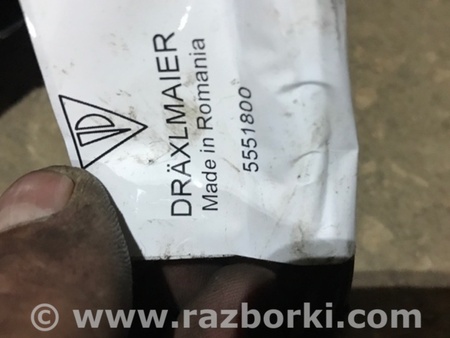 DRÄXLMAIER
Made in Romania
5551800
© www.razborki.com